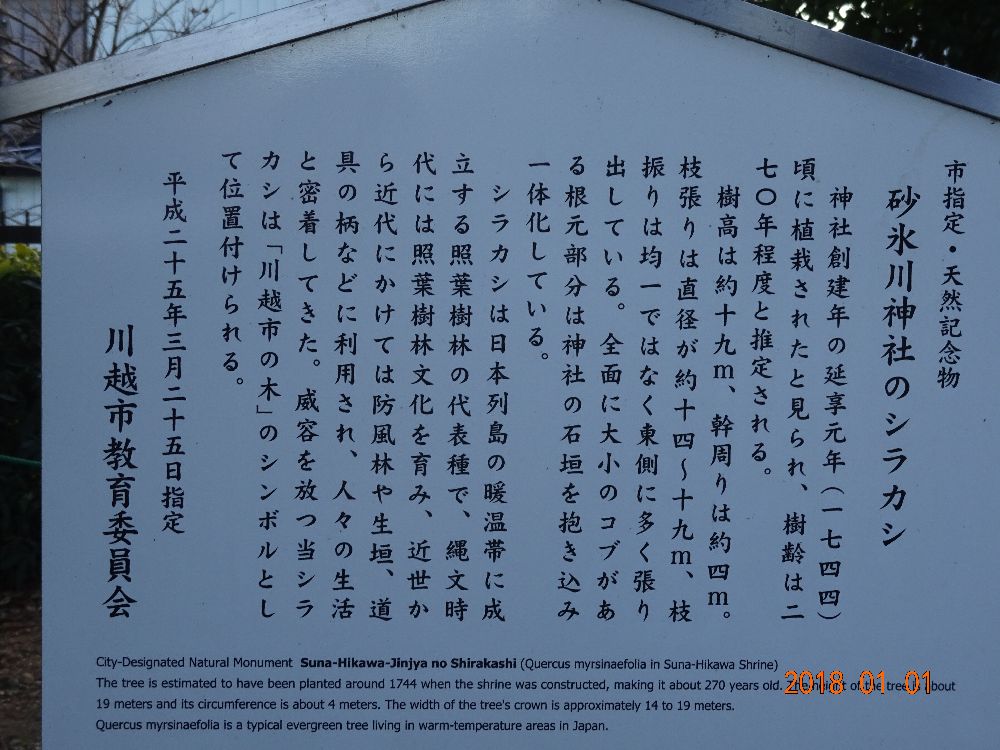 市指定・天然記念物
砂氷川神社のシラカシ
神社創建年の延享元年（一七四四）
頃に植栽されたと見られ、樹齢は二
七〇年程度と推定される。
樹高は約十九m、幹周りは約四m。
枝張りは直径が約十四～十九m、枝
振りは均一ではなく東側に多く張り
出している。全面に大小のコブがあ
る根元部分は神社の石垣を抱き込み
一体化している。
シラカシは日本列島の暖温帯に成
立する照葉樹林の代表種で、縄文時
代には照葉樹林文化を育み、近世か
ら近代にかけては防風林や生垣、道
具の柄などに利用され、人々の生活
と密着してきた。威容を放つ当シラ
カシは「川越市の木」のシンボルとし
て位置付けられる。
平成二十五年三月二十五日指定
川越市教育委員会
City-Designated Natural Monument Suna-Hikawa-Jinjya no Shirakashi (Quercus myrsinaefolia in Suna-Hikawa Shrine)
The tree is estimated to have been planted around 1744 when the shrine was constructed, making it about 270 years old. The height of the tree is about
19 meters and its circumference is about 4 meters. The width of the tree's crown is approximately 14 to 19 meters.
Quercus myrsinaefolia is a typical evergreen tree living in warm-temperature areas in Japan.
2018.01.01